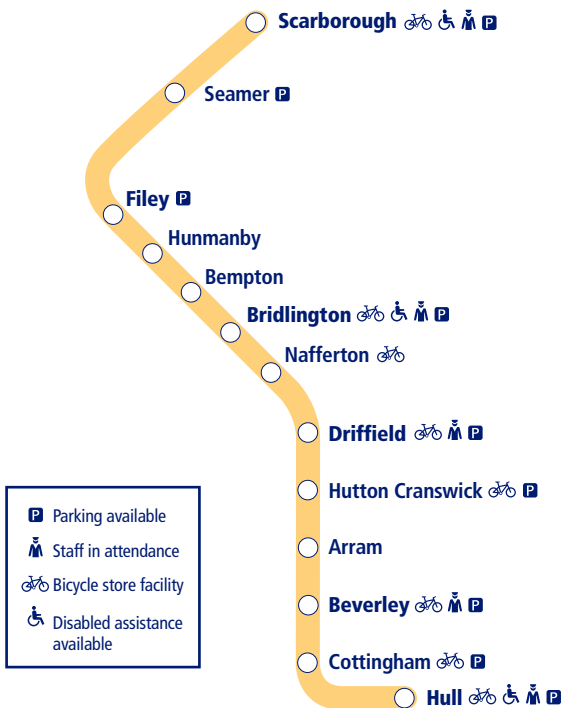 Scarborough P
Seamer P
Filey P
Hunmanby
Bempton
Bridlington P
Nafferton
Driffield P
Hutton Cranswick P
Arram
Beverley P
Cottingham P
Hull P
P Parking available
Staff in attendance
Bicycle store facility
Disabled assistance
available